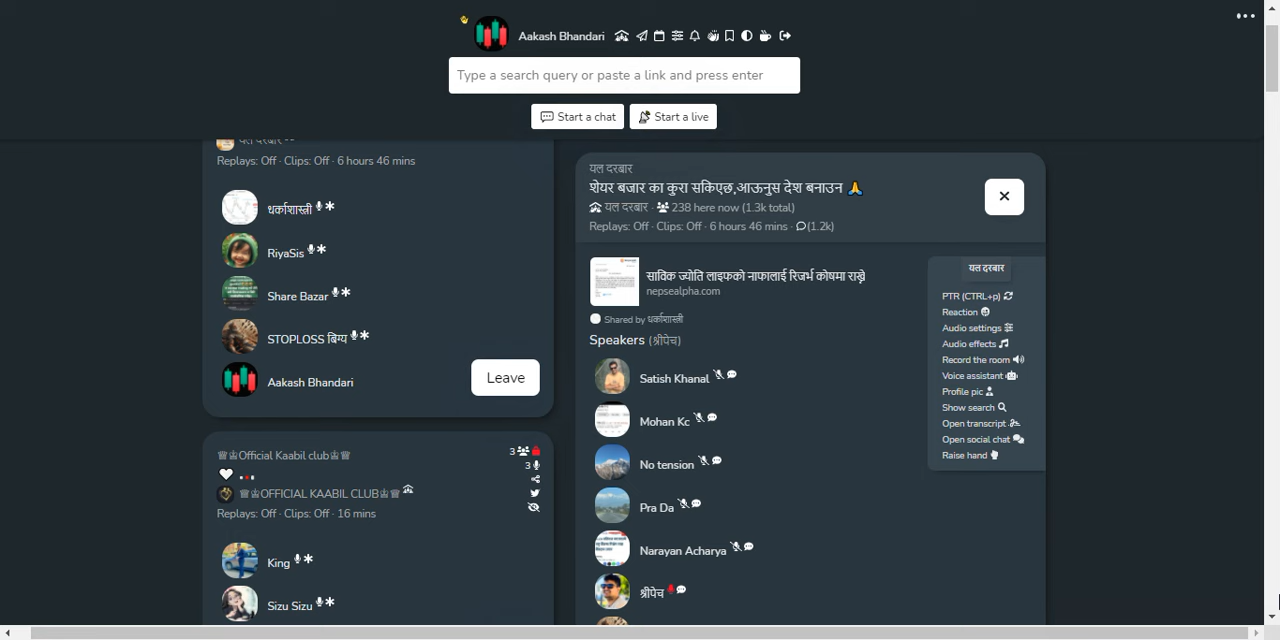 Aakash Bhandari
Type a search query or paste a link and press enter
Start a chat
Start a live
यल दरबार
Replays: Off · Clips: Off · 6 hours 46 mins
धर्काशास्त्री
RiyaSis
Share Bazar
STOPLOSS बिग्य
Aakash Bhandari
Leave
♕♔Official Kaabil club♔♕
3
3
♕♔OFFICIAL KAABIL CLUB♔♕
Replays: Off · Clips: Off · 16 mins
King
Sizu Sizu
यल दरबार
शेयर बजार का कुरा सकिएछ,आऊनुस देश बनाउन 🙏
यल दरबार · 238 here now (1.3k total)
Replays: Off · Clips: Off · 6 hours 46 mins · (1.2k)
ज्योति लाइफको नाफालाई रिजर्भ कोषमा राख्ने
nepsealpha.com
Shared by धर्काशास्त्री
Speakers (श्रीपेच)
Satish Khanal
Mohan Kc
No tension
Pra Da
Narayan Acharya
श्रीपेच
यल दरबार
PTR (CTRL+p)
Reaction
Audio settings
Audio effects
Record the room
Voice assistant
Profile pic
Show search
Open transcript
Open social chat
Raise hand